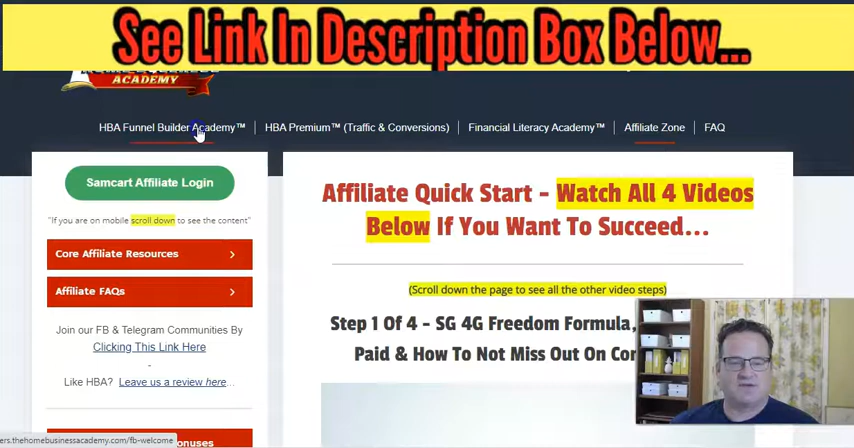 See Link In Description Box Below...
ACADEMY
HBA Funnel Builder Academy™ HBA Premium™ (Traffic & Conversions) Financial Literacy Academy™ Affiliate Zone FAQ
Samcart Affiliate Login
"If you are on mobile scroll down to see the content"
Core Affiliate Resources
Affiliate FAQs
Join our FB & Telegram Communities By
Clicking This Link Here
-
Like HBA? Leave us a review here...
Affiliate Quick Start - Watch All 4 Videos
Below If You Want To Succeed...
(Scroll down the page to see all the other video steps)
Step 1 Of 4 - SG 4G Freedom Formula,
Paid & How To Not Miss Out On
ers.thehomebusinessacademy.com/fb-welcome